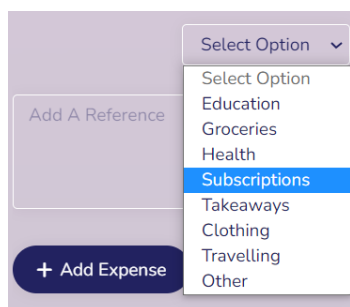 Select Option
Select Option
Education
Groceries
Add A Reference
Health
Subscriptions
Takeaways
Clothing
Travelling
+ Add Expense
Other